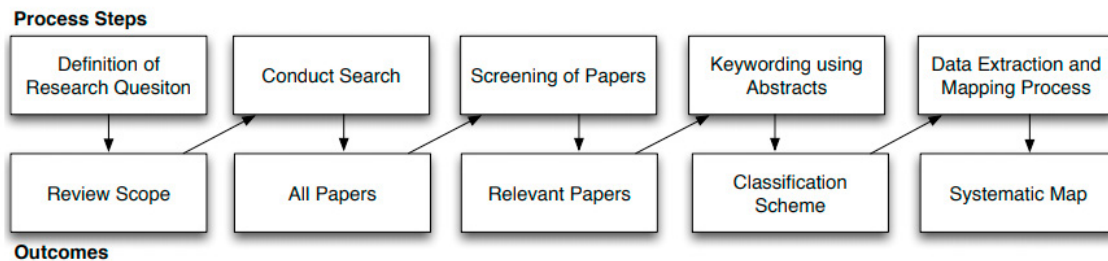 Process Steps
Definition of
Research Quesiton
Conduct Search
Screening of Papers
Keywording using
Abstracts
Data Extraction and
Mapping Process
Review Scope
All Papers
Relevant Papers
Classification
Scheme
Systematic Map
Outcomes